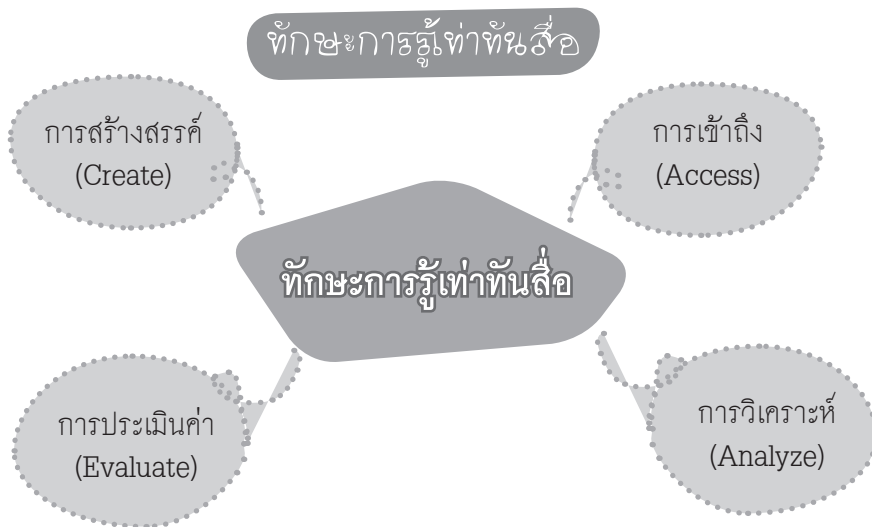 ทักษะการรู้เท่าทันสื่อ
การสร้างสรรค์
(Create)
การเข้าถึง
(Access)
ทักษะการรู้เท่าทันสื่อ
การประเมินค่า
(Evaluate)
การวิเคราะห์
(Analyze)